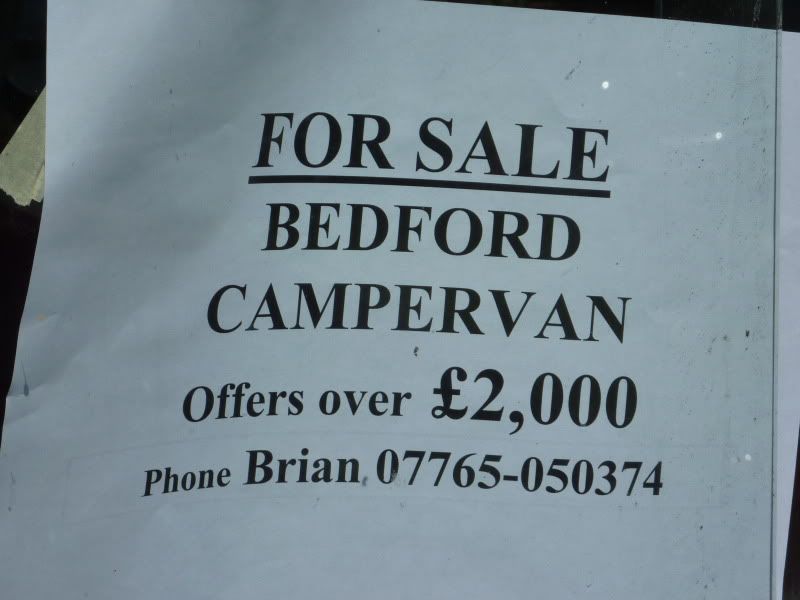 FOR SALE
BEDFORD
CAMPERVAN
Offers over £2,000
Phone Brian 07765-050374